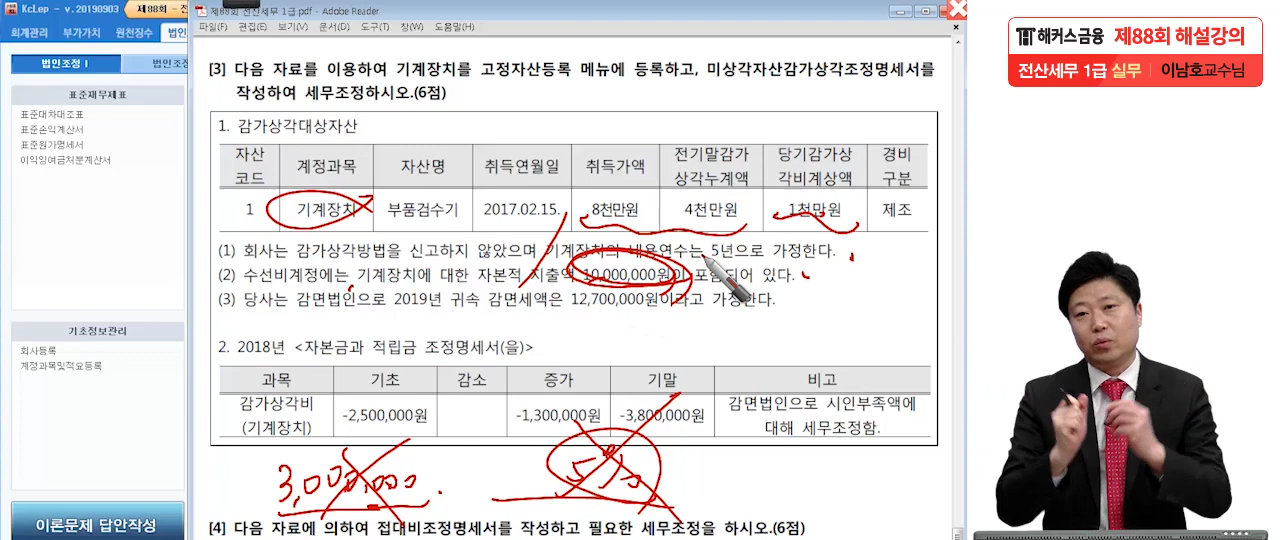 KcLep - v.20190903
제88회 - 전
제88회 전산세무 1급.pdf - Adobe Reader
회계관리 부가가치 원천징수 법인
파일(F) 편집(E) 보기(V) 문서(D) 도구(T) 창(W) 도움말(H)
법인조정 I 법인조정
표준재무제표
표준대차대조표
표준손익계산서
표준원가명세서
이익잉여금처분계산서
기초정보관리
회사등록
계정과목및적요등록
이론문제 답안작성
[3] 다음 자료를 이용하여 기계장치를 고정자산등록 메뉴에 등록하고, 미상각자산감가상각조정명세서를
작성하여 세무조정하시오.(6점)
1. 감가상각대상자산
자산코드 계정과목 자산명 취득연월일 취득가액 전기말감가상각누계액 당기감가상각비계상액 경비구분
1 기계장치 부품검수기 2017.02.15. 8천만원 4천만원 1천만원 제조
(1) 회사는 감가상각방법을 신고하지 않았으며 기계장치의 내용연수는 5년으로 가정한다.
(2) 수선비계정에는 기계장치에 대한 자본적 지출액 10,000,000원이 포함되어 있다.
(3) 당사는 감면법인으로 2019년 귀속 감면세액은 12,700,000원이라고 가정한다.
2. 2018년 <자본금과 적립금 조정명세서(을)>
과목 기초 감소 증가 기말 비고
감가상각비(기계장치) -2,500,000원 -1,300,000원 -3,800,000원 감면법인으로 시인부족액에 대해 세무조정함.
3,000,000
5%
[4] 다음 자료에 의하여 접대비조정명세서를 작성하고 필요한 세무조정을 하시오.(6점)
해커스금융 제88회 해설강의
전산세무 1급 실무 이남호교수님